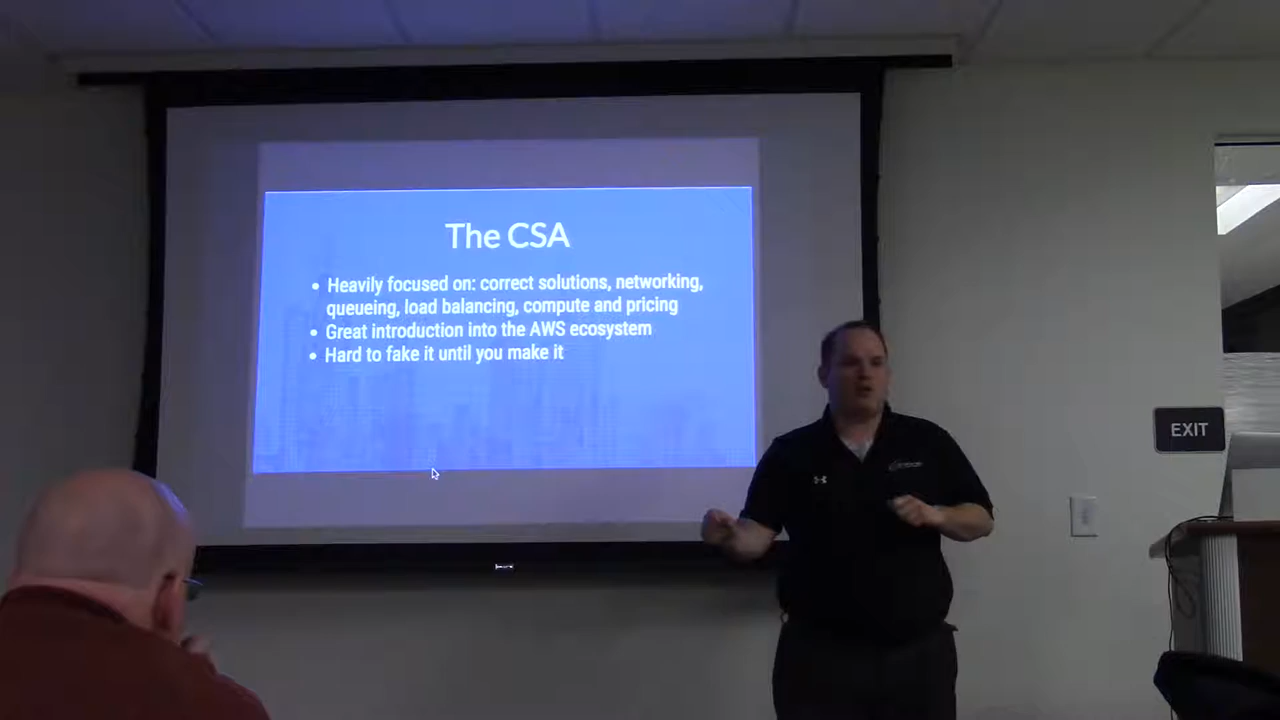 The CSA
• Heavily focused on: correct solutions, networking,
queueing, load balancing, compute and pricing
• Great introduction into the AWS ecosystem
• Hard to fake it until you make it
EXIT